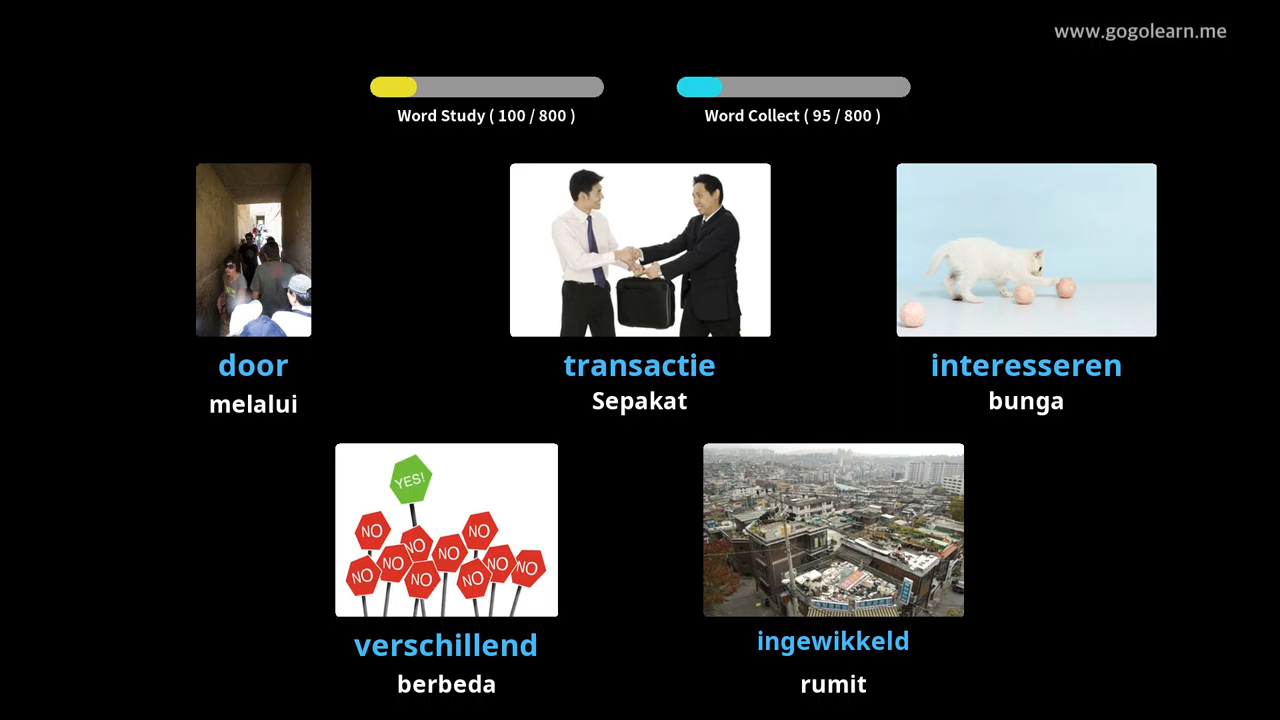 www.gogolearn.me
Word Study ( 100 / 800 )
Word Collect ( 95 / 800 )
door
melalui
transactie
Sepakat
interesseren
bunga
YES!
NO
NO
NO
NO
NO
NO
NO
NO
NO
NO
verschillend
berbeda
ingewikkeld
rumit